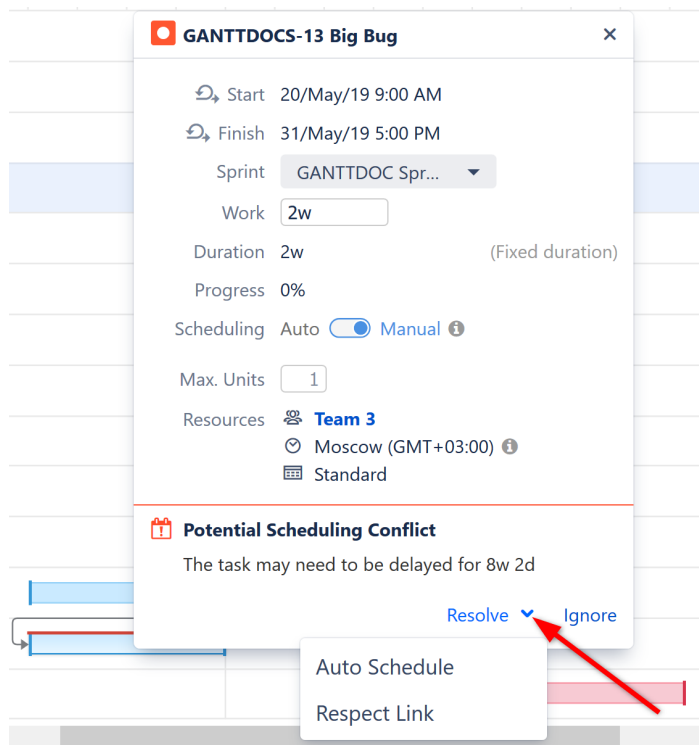 GANTTDOCS-13 Big Bug
Start 20/May/19 9:00 AM
Finish 31/May/19 5:00 PM
Sprint GANTTDOC Spr...
Work 2w
Duration 2w (Fixed duration)
Progress 0%
Scheduling Auto Manual
Max. Units 1
Resources Team 3
Moscow (GMT+03:00)
Standard
Potential Scheduling Conflict
The task may need to be delayed for 8w 2d
Resolve Ignore
Auto Schedule
Respect Link